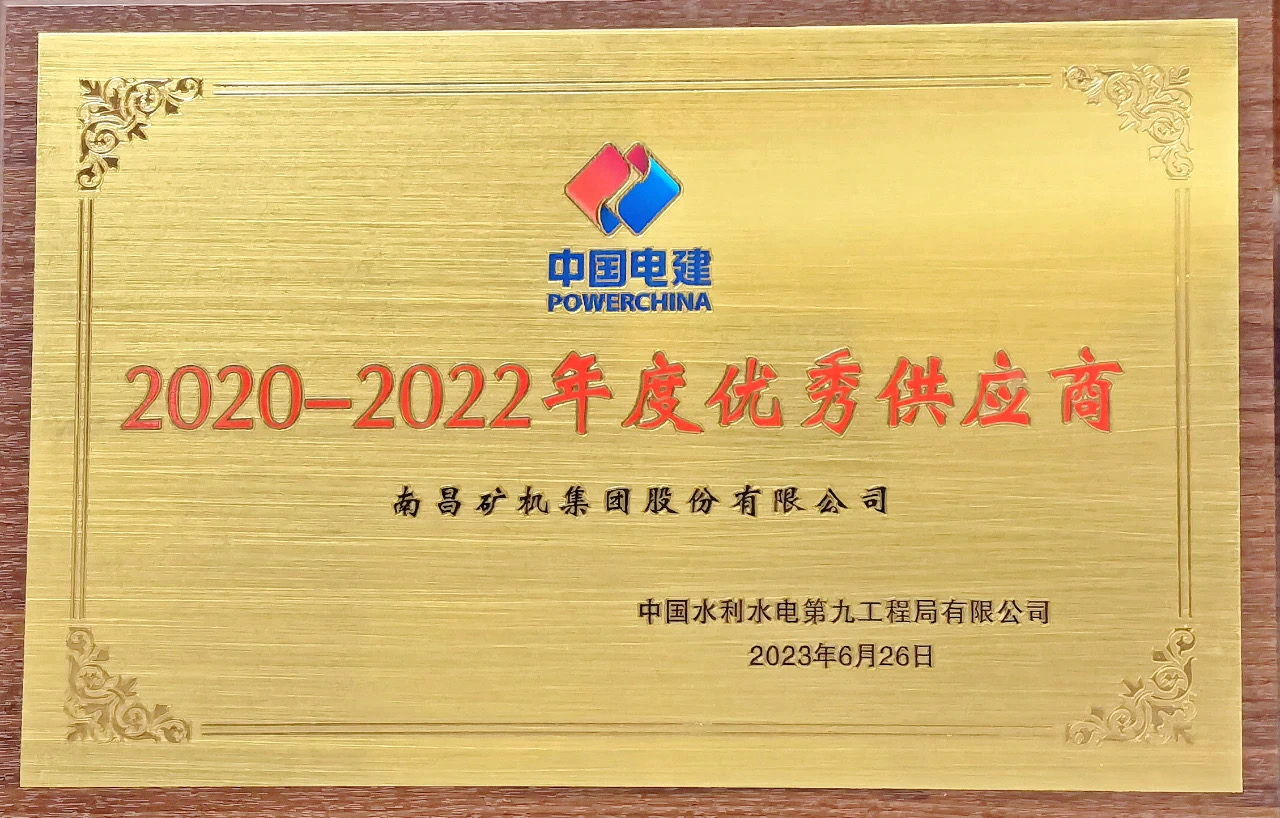 中国电建
POWERCHINA
2020-2022年度优秀供应商
南昌矿机集团股份有限公司
中国水利水电第九工程局有限公司
2023年6月26日